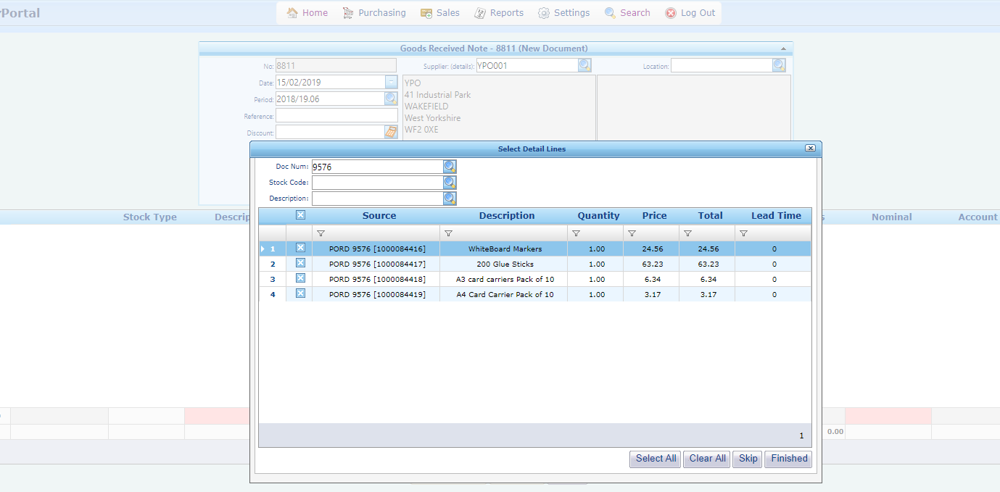 Portal
Home Purchasing Sales Reports Settings Search Log Out
Goods Received Note - 8811 (New Document)
No: 8811 Supplier: (details): YPO001 Location:
Date: 15/02/2019
Period: 2018/19.06
Reference:
Discount:
YPO
41 Industrial Park
WAKEFIELD
West Yorkshire
WF2 0XE
Stock Type Descrip Nominal Account
0.00
Select Detail Lines
Doc Num: 9576
Stock Code:
Description:
Source Description Quantity Price Total Lead Time
1 PORD 9576 [1000084416] WhiteBoard Markers 1.00 24.56 24.56 0
2 PORD 9576 [1000084417] 200 Glue Sticks 1.00 63.23 63.23 0
3 PORD 9576 [1000084418] A3 card carriers Pack of 10 1.00 6.34 6.34 0
4 PORD 9576 [1000084419] A4 Card Carrier Pack of 10 1.00 3.17 3.17 0
1
Select All Clear All Skip Finished